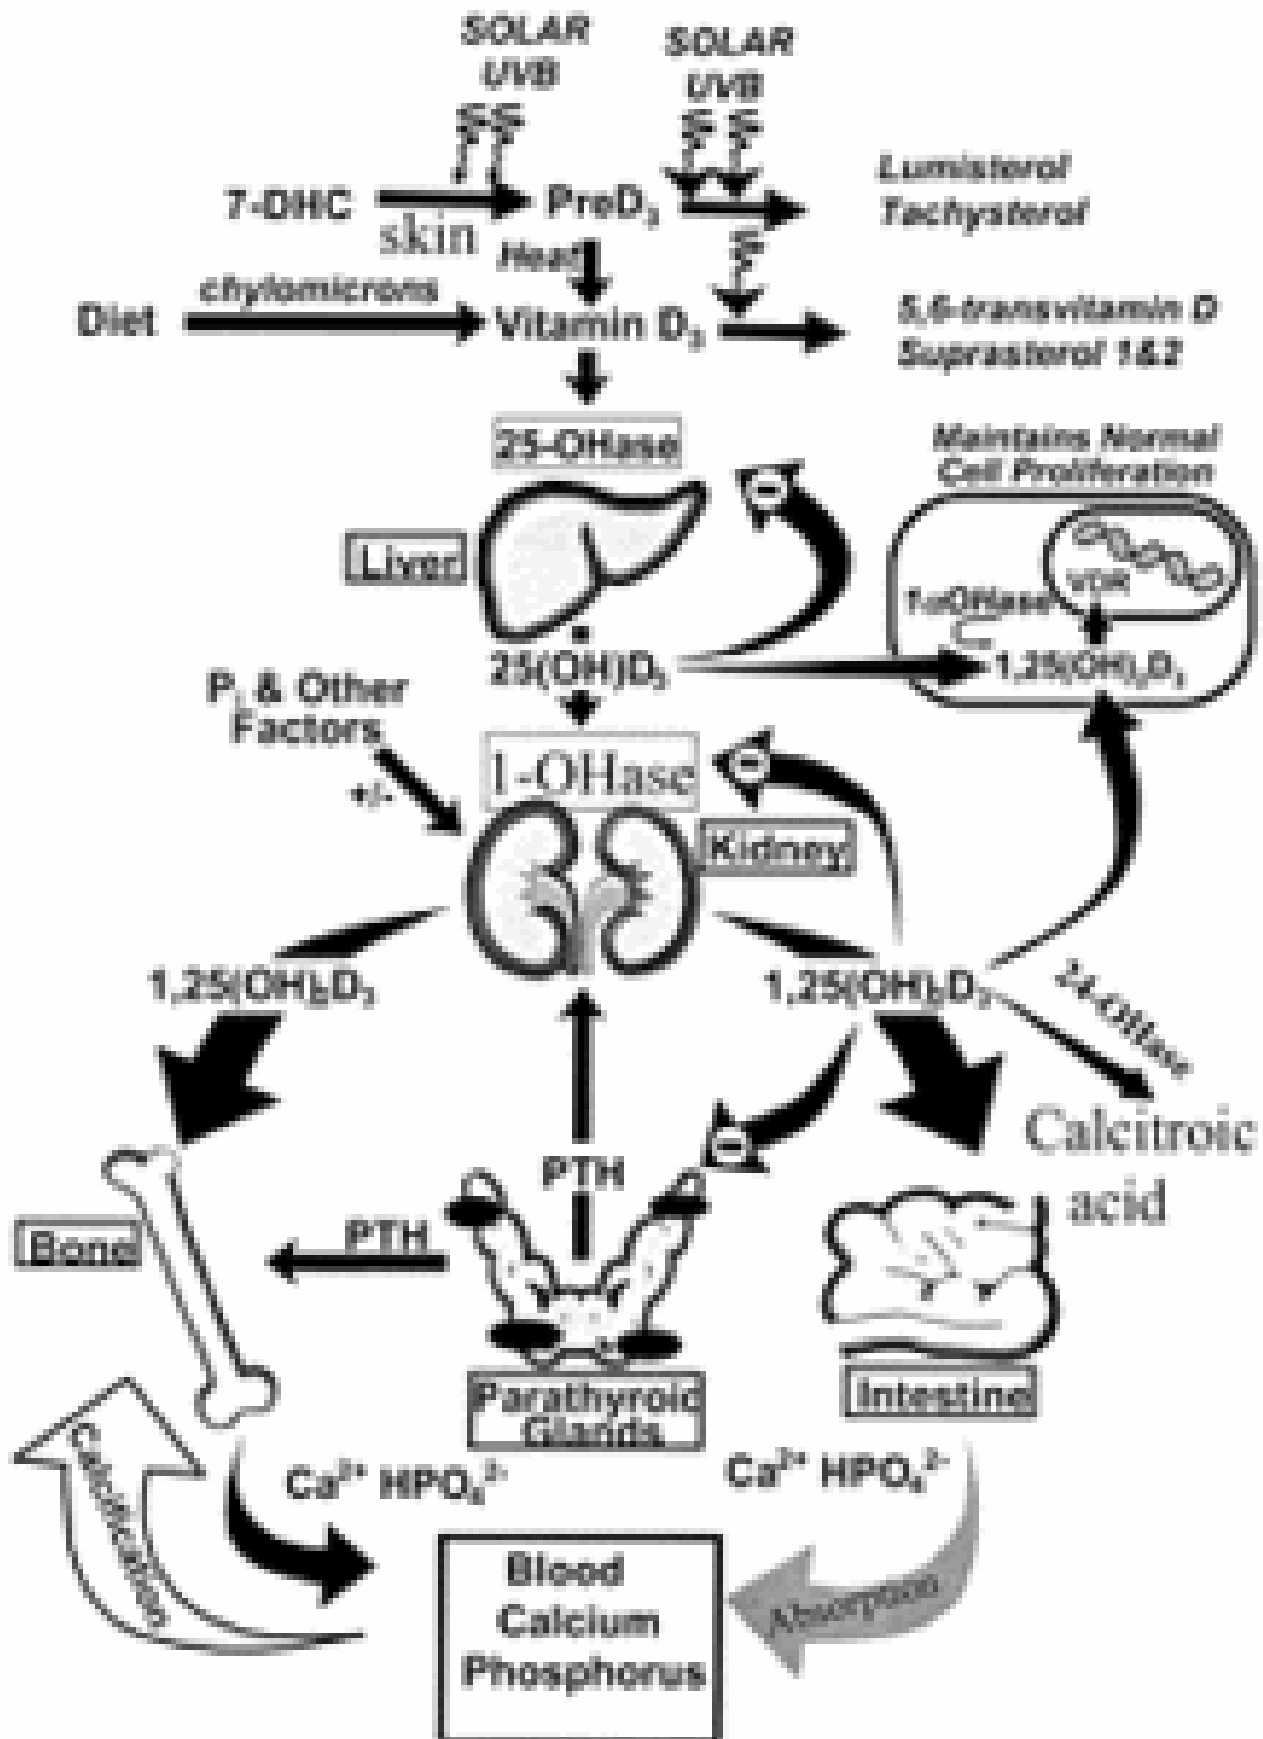 SOLAR
UVB
SOLAR
UVB
7-DHC
skin
PreD3
Lumisterol
Tachysterol
Heat
Diet
chylomicrons
Vitamin D3
5,6-transvitamin D
Suprasterol 1&2
25-OHase
Maintains Normal
Cell Proliferation
Liver
VDR
1-αOHase
25(OH)D3
1,25(OH)2D3
Pi & Other
Factors
+/-
1-OHase
Kidney
1,25(OH)2D3
1,25(OH)2D3
24-OHase
Calcitroic
acid
PTH
PTH
Bone
Parathyroic
Glands
Intestine
Calcification
Ca2+ HPO42-
Ca2+ HPO42-
Absorption
Blood
Calcium
Phosphorus